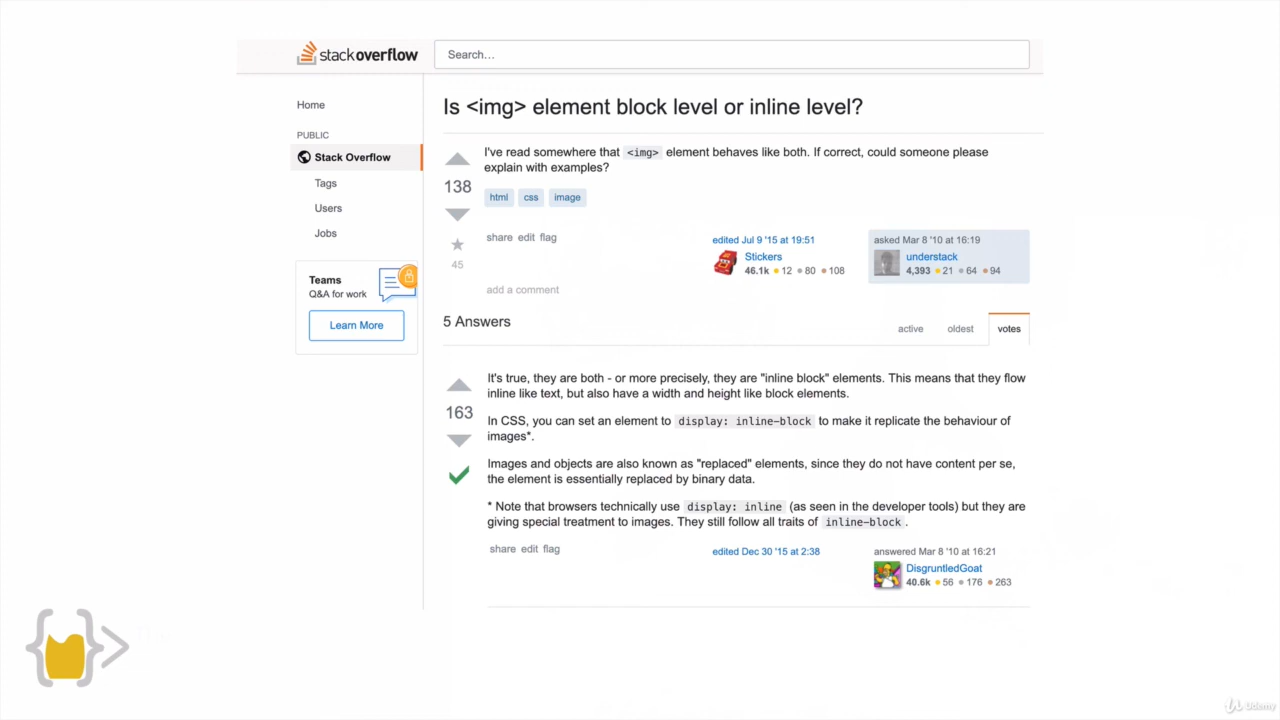 stackoverflow
Search...
Home
PUBLIC
Stack Overflow
Tags
Users
Jobs
Teams
Q&A for work
Learn More
Is <img> element block level or inline level?
I've read somewhere that <img> element behaves like both. If correct, could someone please
explain with examples?
138
html css image
share edit flag
45
edited Jul 9 '15 at 19:51
Stickers
46.1k 12 80 108
asked Mar 8 '10 at 16:19
understack
4,393 21 64 94
add a comment
5 Answers
active oldest votes
It's true, they are both - or more precisely, they are "inline block" elements. This means that they flow
inline like text, but also have a width and height like block elements.
163
In CSS, you can set an element to display: inline-block to make it replicate the behaviour of
images*.
Images and objects are also known as "replaced" elements, since they do not have content per se,
the element is essentially replaced by binary data.
* Note that browsers technically use display: inline (as seen in the developer tools) but they are
giving special treatment to images. They still follow all traits of inline-block.
share edit flag
edited Dec 30 '15 at 2:38
answered Mar 8 '10 at 16:21
DisgruntledGoat
40.6k 56 176 263
Udemy